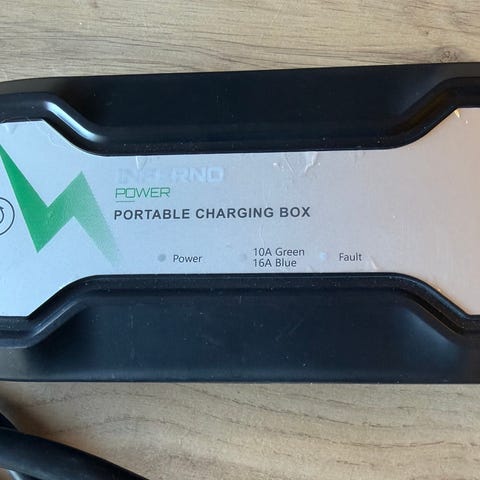 INFERNO
POWER
PORTABLE CHARGING BOX
Power
10A Green
16A Blue
Fault